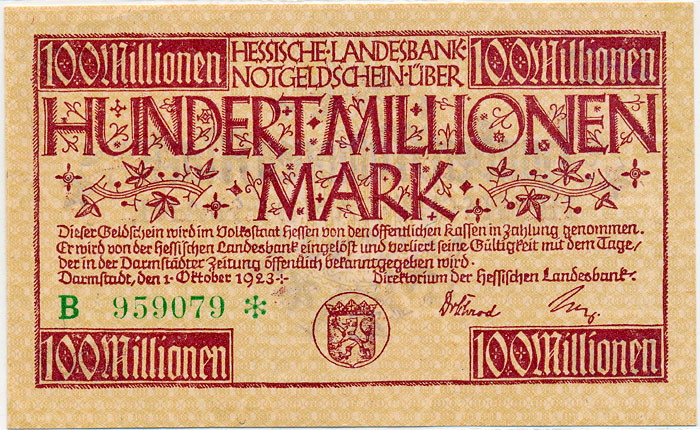 100 Millionen HESSISCHE·LANDESBANK· 100 Millionen
NOTGELDSCHEIN·ÜBER
HUNDERT·MILLIONEN
MARK
Dieser Geldschein wird im Volksstaat Hessen von den öffentlichen Kassen in Zahlung genommen.
Er wird von der Hessischen Landesbank eingelöst und verliert seine Gültigkeit mit dem Tage,
der in der Darmstädter Zeitung öffentlich bekanntgegeben wird.
Darmstadt, den 1·Oktober 1923 Direktorium der Hessischen Landesbank
B 959079 *
100 Millionen 100 Millionen